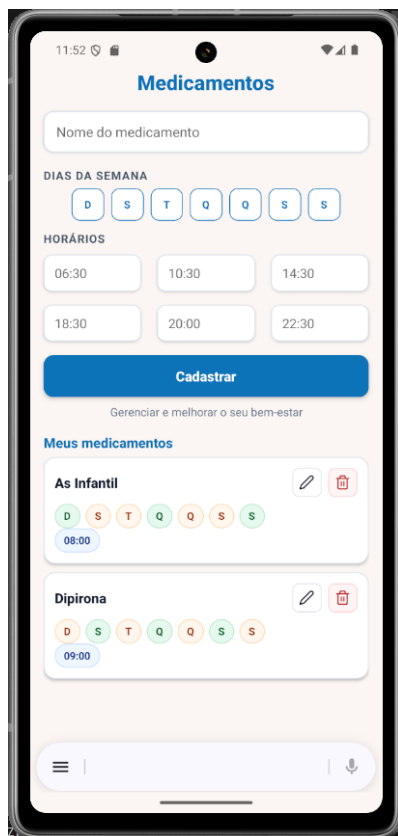 11:52
Medicamentos
Nome do medicamento
DIAS DA SEMANA
D S T Q Q S S
HORÁRIOS
06:30 10:30 14:30
18:30 20:00 22:30
Cadastrar
Gerenciar e melhorar o seu bem-estar
Meus medicamentos
As Infantil
D S T Q Q S S
08:00
Dipirona
D S T Q Q S S
09:00